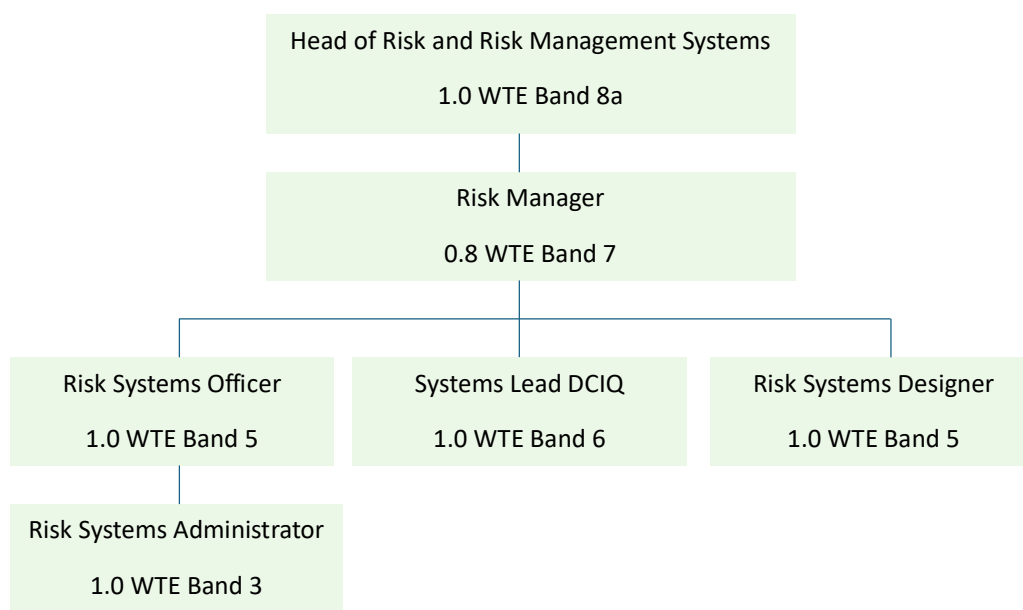 Head of Risk and Risk Management Systems
1.0 WTE Band 8a
Risk Manager
0.8 WTE Band 7
Risk Systems Officer
1.0 WTE Band 5
Systems Lead DCIQ
1.0 WTE Band 6
Risk Systems Designer
1.0 WTE Band 5
Risk Systems Administrator
1.0 WTE Band 3